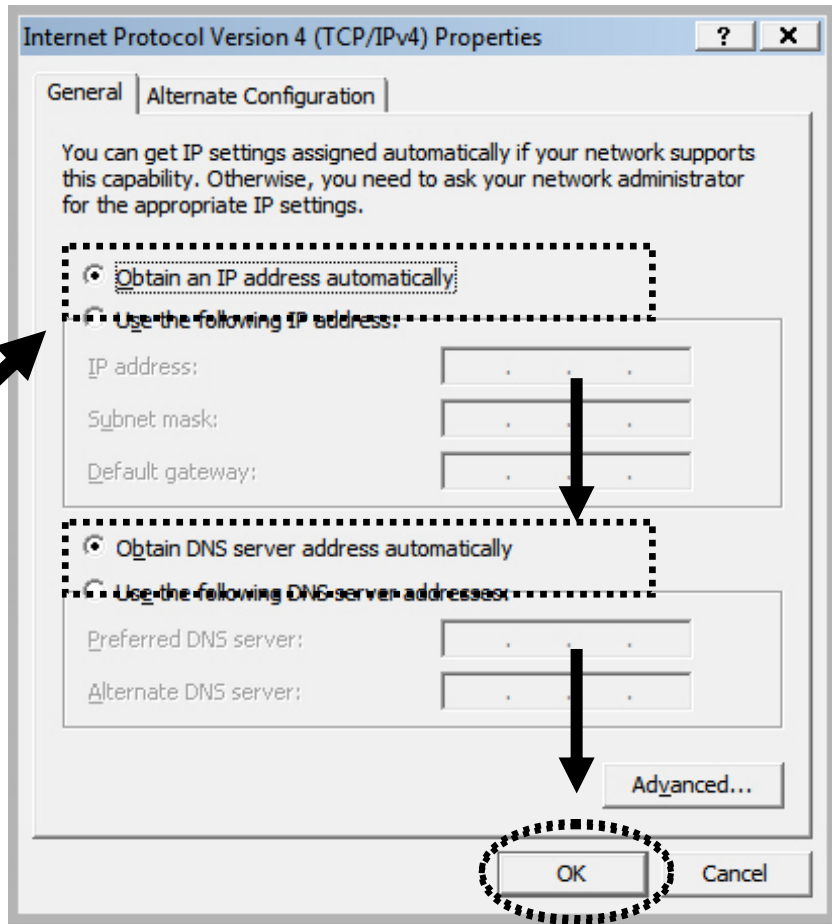 Internet Protocol Version 4 (TCP/IPv4) Properties
General
Alternate Configuration
You can get IP settings assigned automatically if your network supports
this capability. Otherwise, you need to ask your network administrator
for the appropriate IP settings.
Obtain an IP address automatically
Use the following IP address:
IP address:
Subnet mask:
Default gateway:
Obtain DNS server address automatically
Use the following DNS server addresses:
Preferred DNS server:
Alternate DNS server:
Advanced...
OK
Cancel